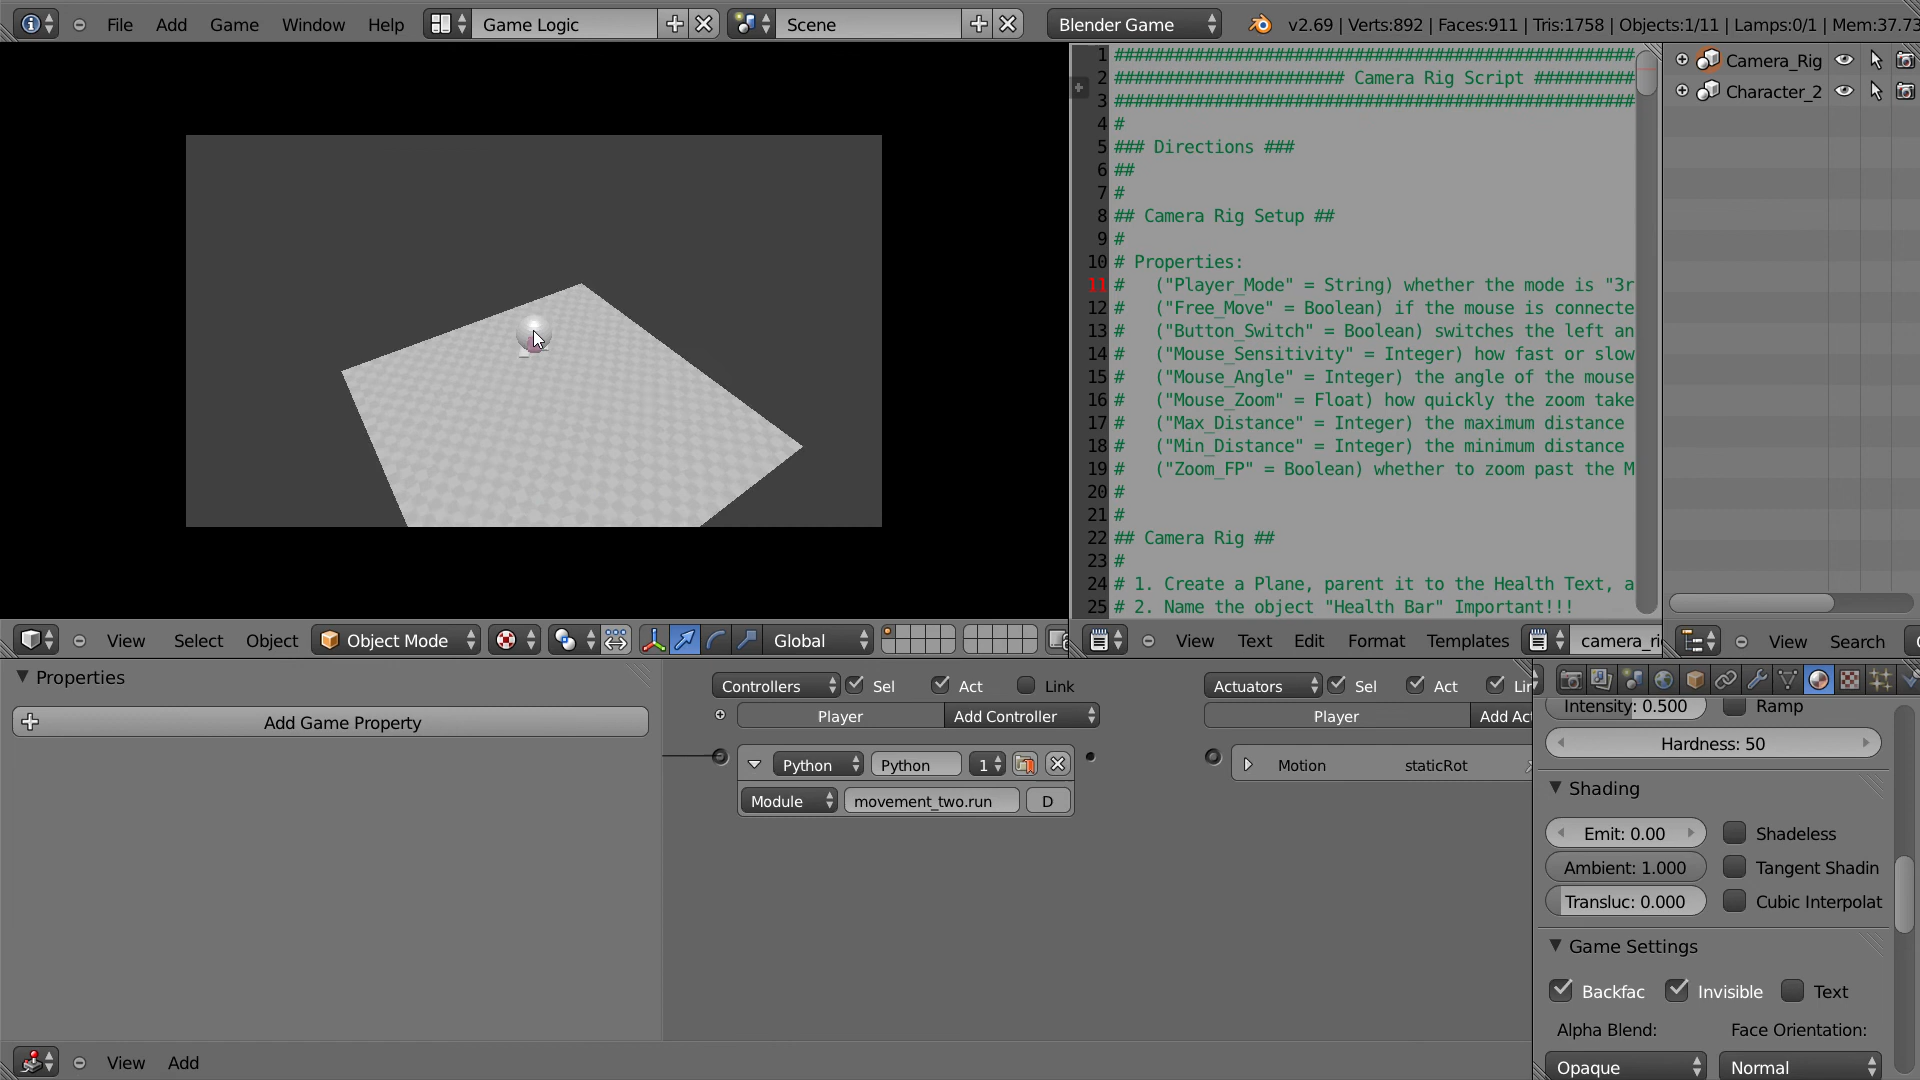 File Add Game Window Help Game Logic Scene Blender Game v2.69 | Verts:892 | Faces:911 | Tris:1758 | Objects:1/11 | Lamps:0/1 | Mem:37.73
1 ####################################################
2 ####################### Camera Rig Script ##########
3 ####################################################
4 #
5 ### Directions ###
6 ##
7 #
8 ## Camera Rig Setup ##
9 #
10 # Properties:
11 # ("Player_Mode" = String) whether the mode is "3r
12 # ("Free_Move" = Boolean) if the mouse is connecte
13 # ("Button_Switch" = Boolean) switches the left an
14 # ("Mouse_Sensitivity" = Integer) how fast or slow
15 # ("Mouse_Angle" = Integer) the angle of the mouse
16 # ("Mouse_Zoom" = Float) how quickly the zoom take
17 # ("Max_Distance" = Integer) the maximum distance
18 # ("Min_Distance" = Integer) the minimum distance
19 # ("Zoom_FP" = Boolean) whether to zoom past the M
20 #
21 #
22 ## Camera Rig ##
23 #
24 # 1. Create a Plane, parent it to the Health Text, a
25 # 2. Name the object "Health Bar" Important!!!
Camera_Rig
Character_2
View Select Object Object Mode Global
View Text Edit Format Templates camera_ri
View Search
Properties
Add Game Property
Controllers Sel Act Link
Player Add Controller
Python Python 1
Module movement_two.run D
Actuators Sel Act Lin
Player Add Act
Motion staticRot
Intensity: 0.500 Ramp
Hardness: 50
Shading
Emit: 0.00 Shadeless
Ambient: 1.000 Tangent Shadin
Transluc: 0.000 Cubic Interpolat
Game Settings
Backfac Invisible Text
Alpha Blend: Face Orientation:
Opaque Normal
View Add